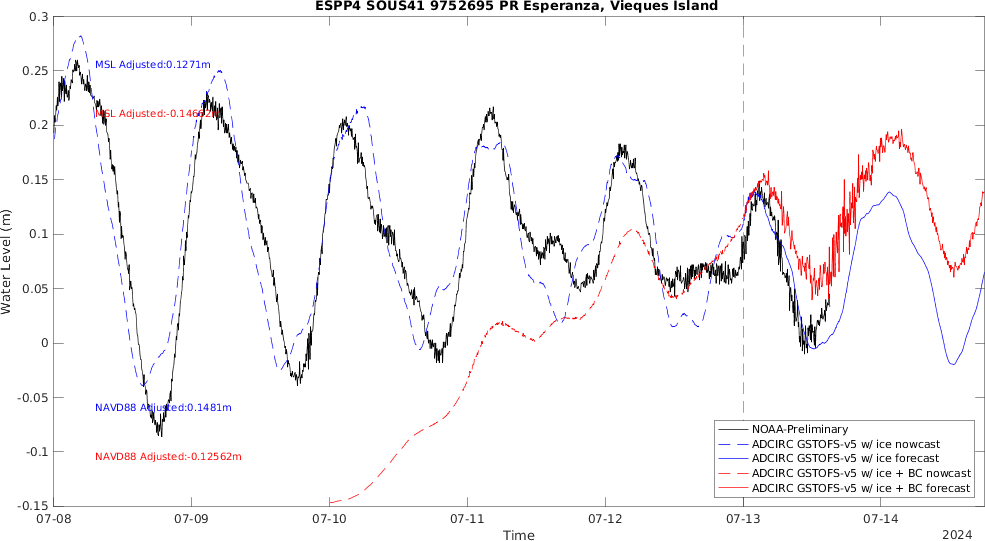 ESPP4 SOUS41 9752695 PR Esperanza, Vieques Island
0.3
0.25
0.2
0.15
0.1
0.05
0
-0.05
-0.1
-0.15
Water Level (m)
MSL Adjusted:0.1271m
NAVD88 Adjusted:0.1481m
NAVD88 Adjusted:-0.12562m
NOAA-Preliminary
ADCIRC GSTOFS-v5 w/ ice nowcast
ADCIRC GSTOFS-v5 w/ ice forecast
ADCIRC GSTOFS-v5 w/ ice + BC nowcast
ADCIRC GSTOFS-v5 w/ ice + BC forecast
07-08
07-09
07-10
07-11
07-12
07-13
07-14
Time
2024